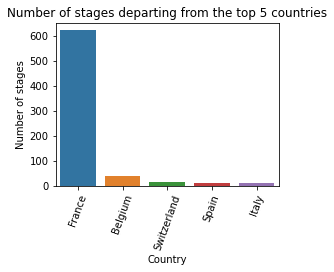 Number of stages departing from the top 5 countries
600
500
400
300
200
100
0
Number of stages
France
Belgium
Switzerland
Spain
Italy
Country